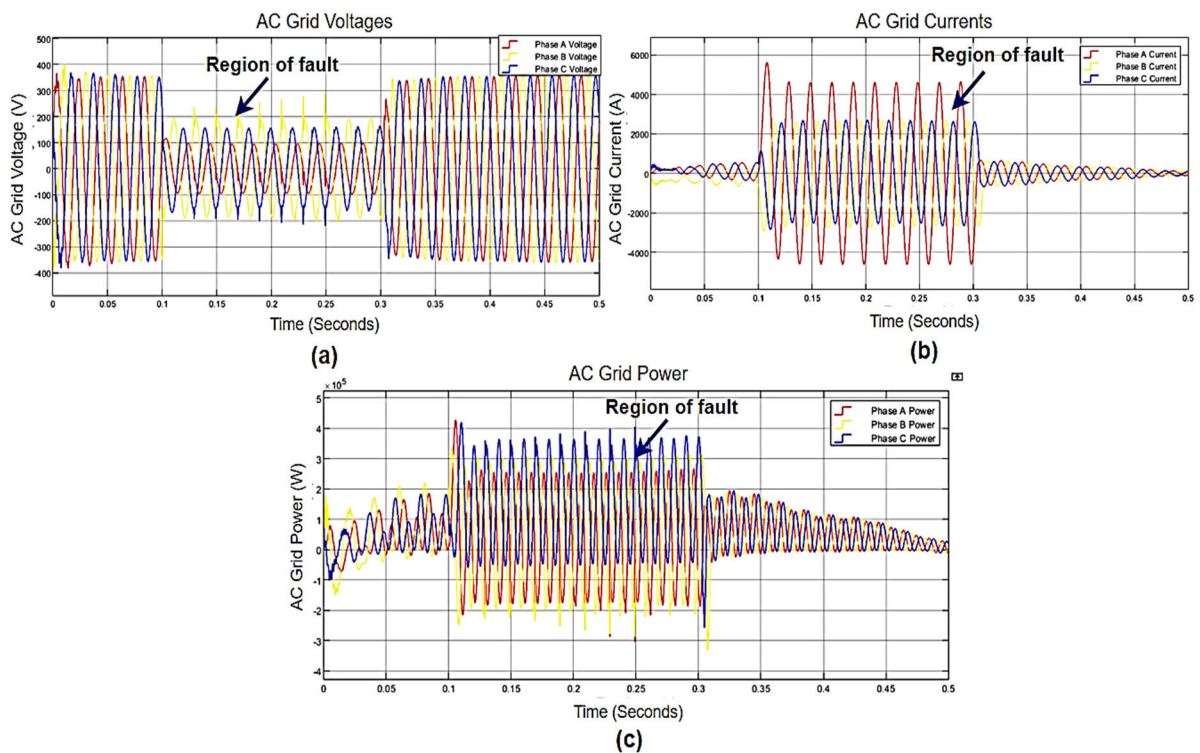 AC Grid Voltages
AC Grid Voltage (V)
500
400
300
200
100
0
-100
-200
-300
-400
Region of fault
Phase A Voltage
Phase B Voltage
Phase C Voltage
0 0.05 0.1 0.15 0.2 0.25 0.3 0.35 0.4 0.45 0.5
Time (Seconds)
(a)
AC Grid Currents
AC Grid Current (A)
6000
4000
2000
0
-2000
-4000
Region of fault
Phase A Current
Phase B Current
Phase C Current
0 0.05 0.1 0.15 0.2 0.25 0.3 0.35 0.4 0.45 0.5
Time (Seconds)
(b)
AC Grid Power
× 10⁵
AC Grid Power (W)
5
4
3
2
1
0
-1
-2
-3
-4
Region of fault
Phase A Power
Phase B Power
Phase C Power
0 0.05 0.1 0.15 0.2 0.25 0.3 0.35 0.4 0.45 0.5
Time (Seconds)
(c)